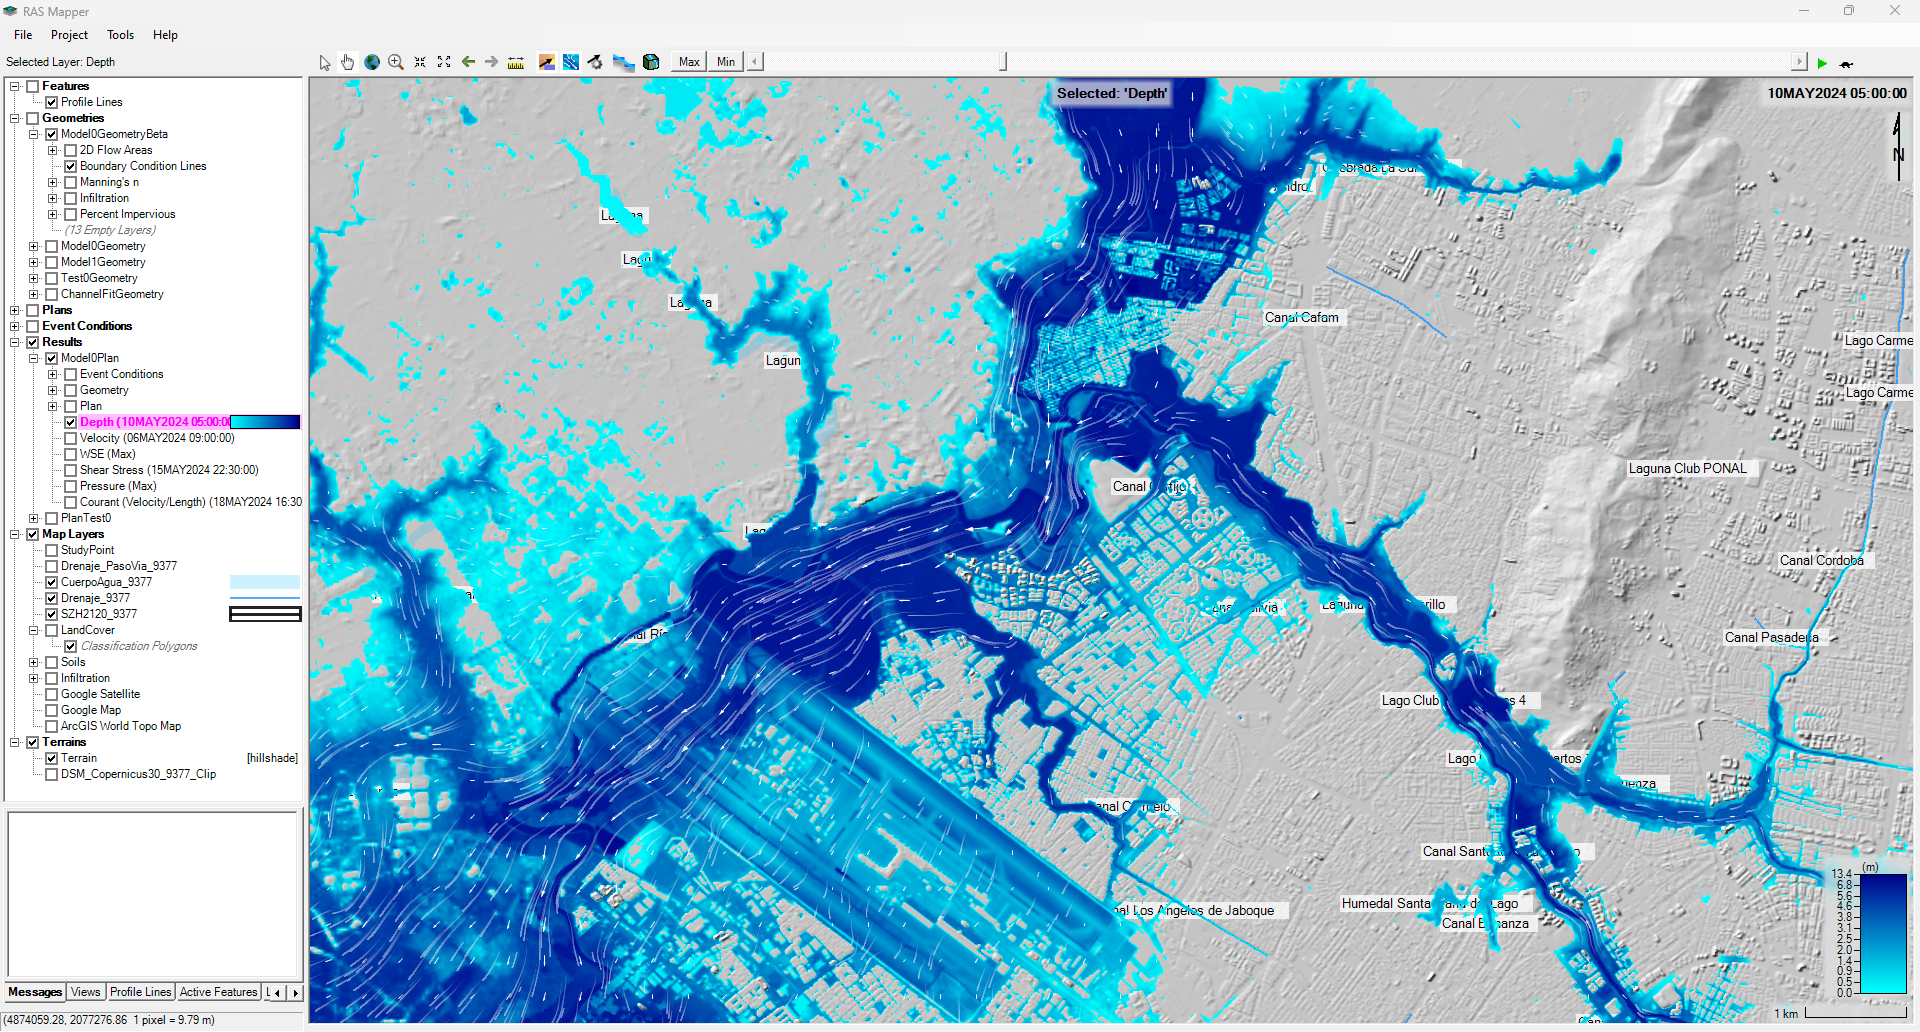 RAS Mapper
File Project Tools Help
Selected Layer: Depth
Max Min
Features
Profile Lines
Geometries
Model0GeometryBeta
2D Flow Areas
Boundary Condition Lines
Manning's n
Infiltration
Percent Impervious
(13 Empty Layers)
Model0Geometry
Model1Geometry
Test0Geometry
ChannelFitGeometry
Plans
Event Conditions
Results
Model0Plan
Event Conditions
Geometry
Plan
Depth (10MAY2024 05:00:00
Velocity (06MAY2024 09:00:00)
WSE (Max)
Shear Stress (15MAY2024 22:30:00)
Pressure (Max)
Courant (Velocity/Length) (18MAY2024 16:30
PlanTest0
Map Layers
StudyPoint
Drenaje_PasoVia_9377
CuerpoAgua_9377
Drenaje_9377
SZH2120_9377
LandCover
Classification Polygons
Soils
Infiltration
Google Satellite
Google Map
ArcGIS World Topo Map
Terrains
Terrain [hillshade]
DSM_Copernicus30_9377_Clip
Messages Views Profile Lines Active Features L
(4874059.28, 2077276.86 1 pixel = 9.79 m)
Selected: 'Depth'
10MAY2024 05:00:00
N
Canal Cafam
Lago Carme
Lago Carme
Lagun
Laguna Club PONAL
Canal
Canal Cordoba
Laguna
Canal Pasadena
Lago Club
4
Lago
Canal
Canal Los Angeles de Jaboque
Humedal Santa
Lago
Canal
(m)
13.4
6.8
5.6
4.6
3.8
3.1
2.5
2.0
1.4
0.9
0.5
0.0
1 km